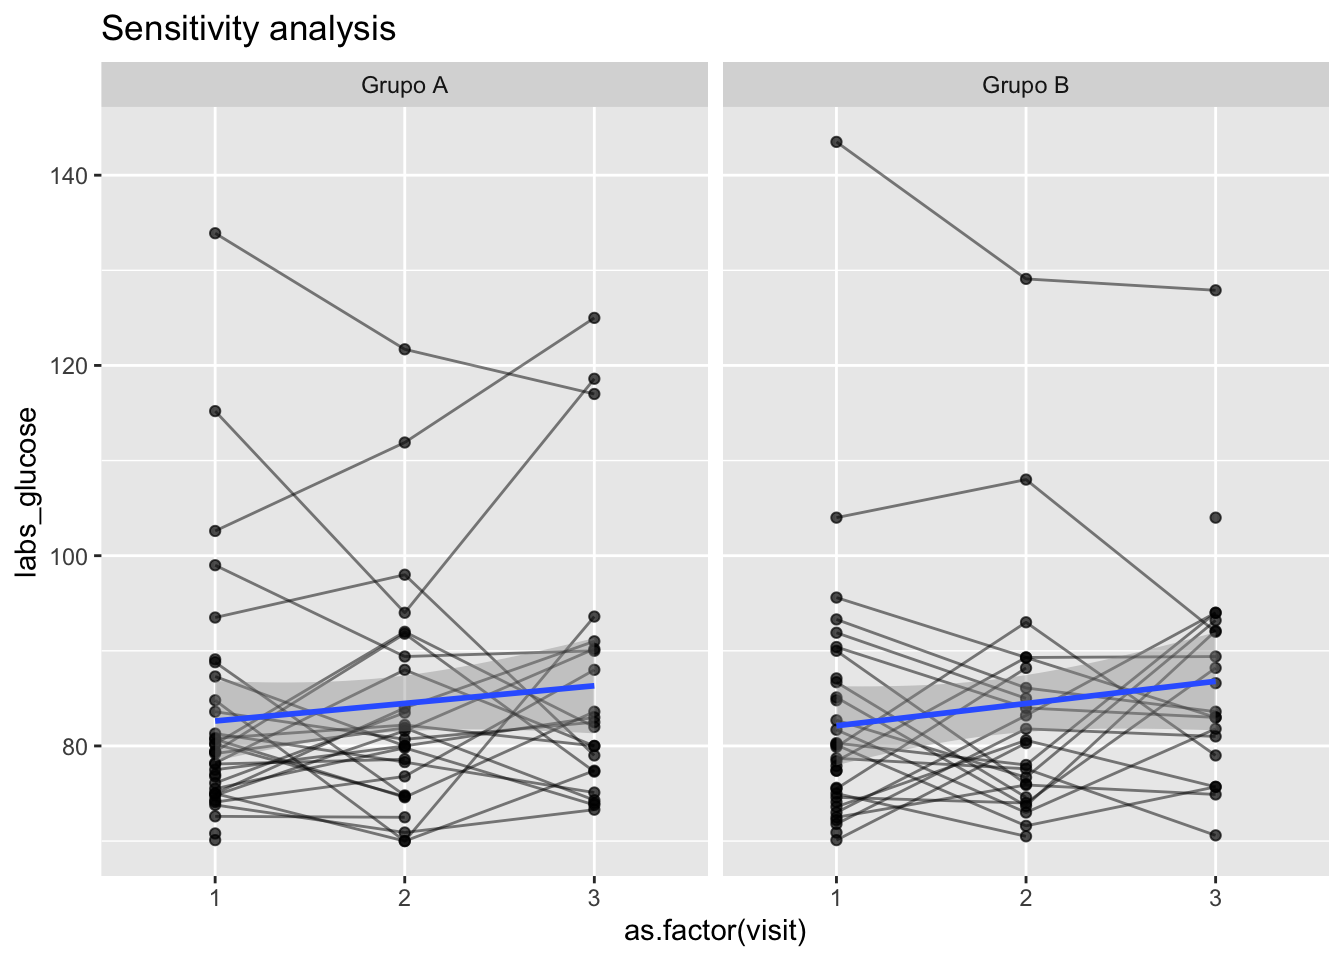 Sensitivity analysis
Grupo A
Grupo B
140
120
100
80
labs_glucose
1
2
3
1
2
3
as.factor(visit)